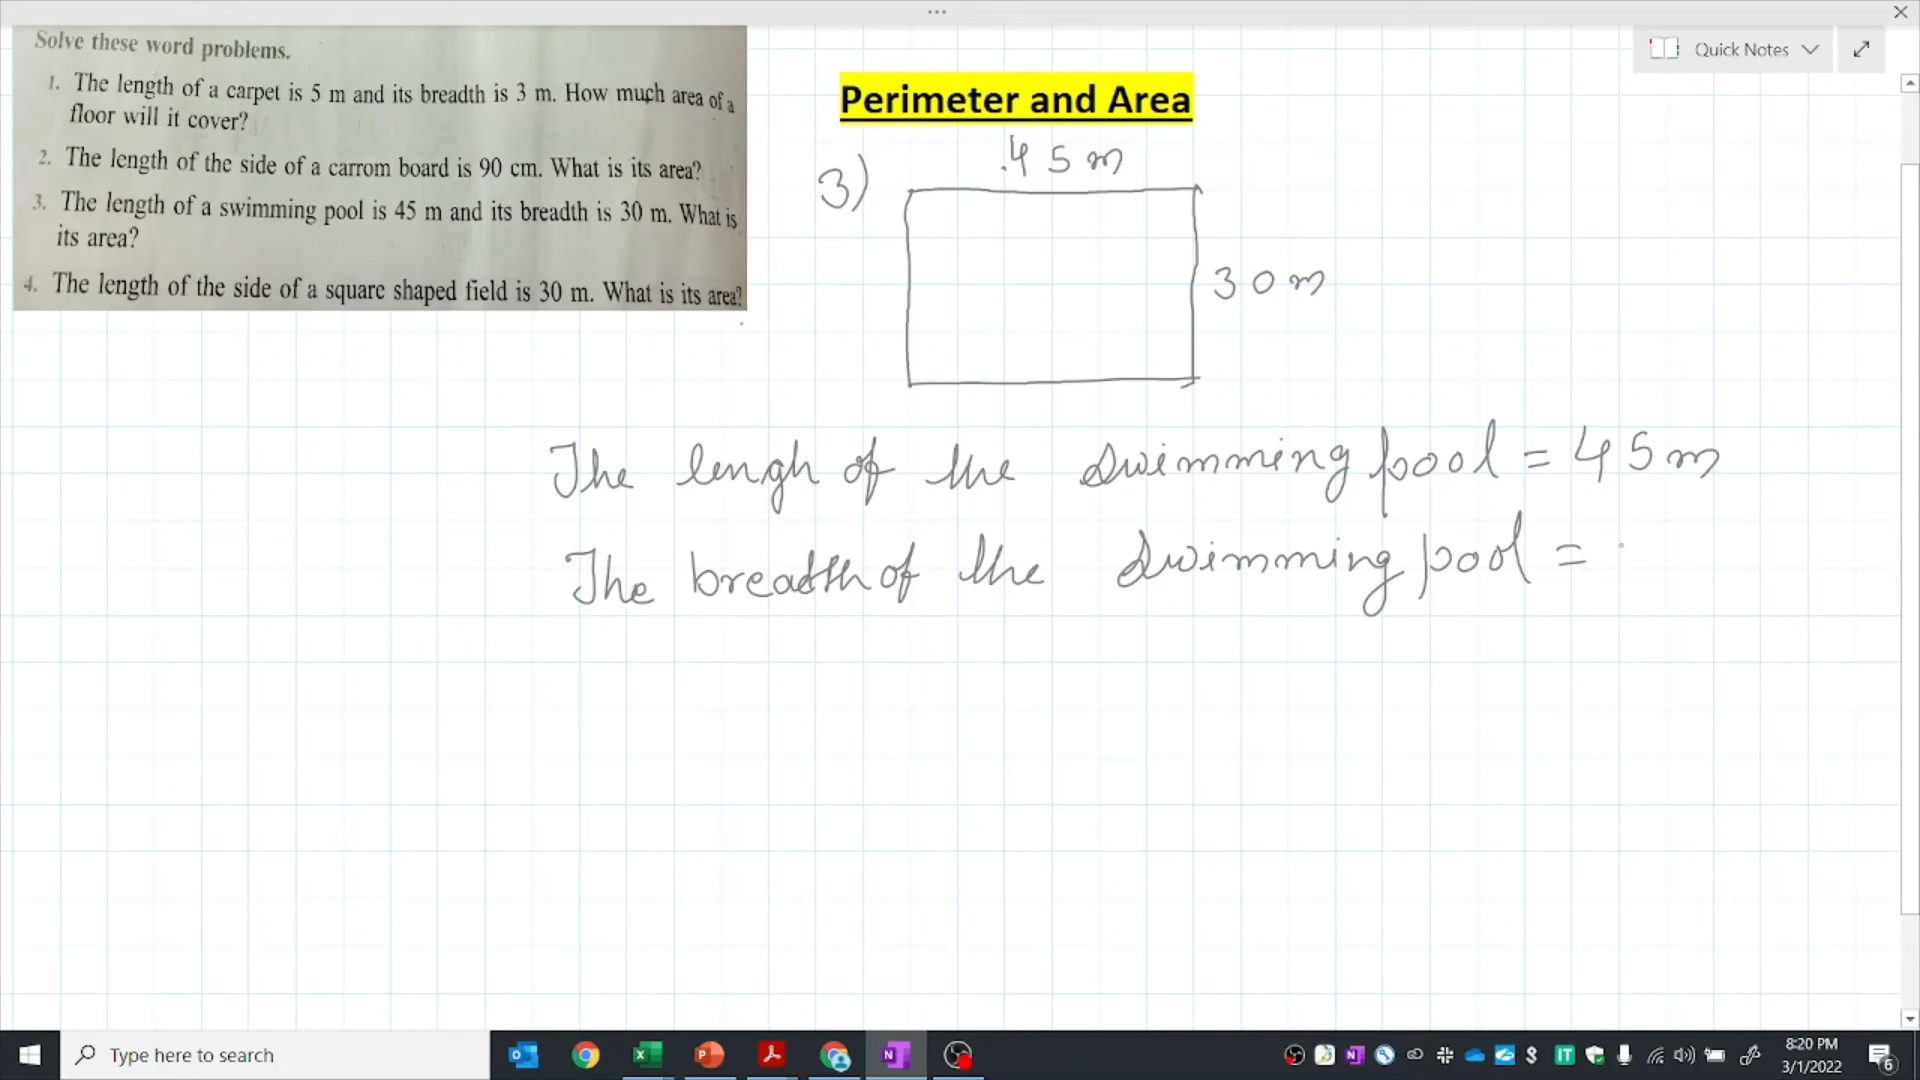 Solve these word problems.
1. The length of a carpet is 5 m and its breadth is 3 m. How much area of a
floor will it cover?
2. The length of the side of a carrom board is 90 cm. What is its area?
3. The length of a swimming pool is 45 m and its breadth is 30 m. What is
its area?
4. The length of the side of a square shaped field is 30 m. What is its area?
Quick Notes
Perimeter and Area
3)
45 m
30 m
The lengh of the swimming pool = 45 m
The breadth of the swimming pool =
Type here to search
8:20 PM
3/1/2022
6